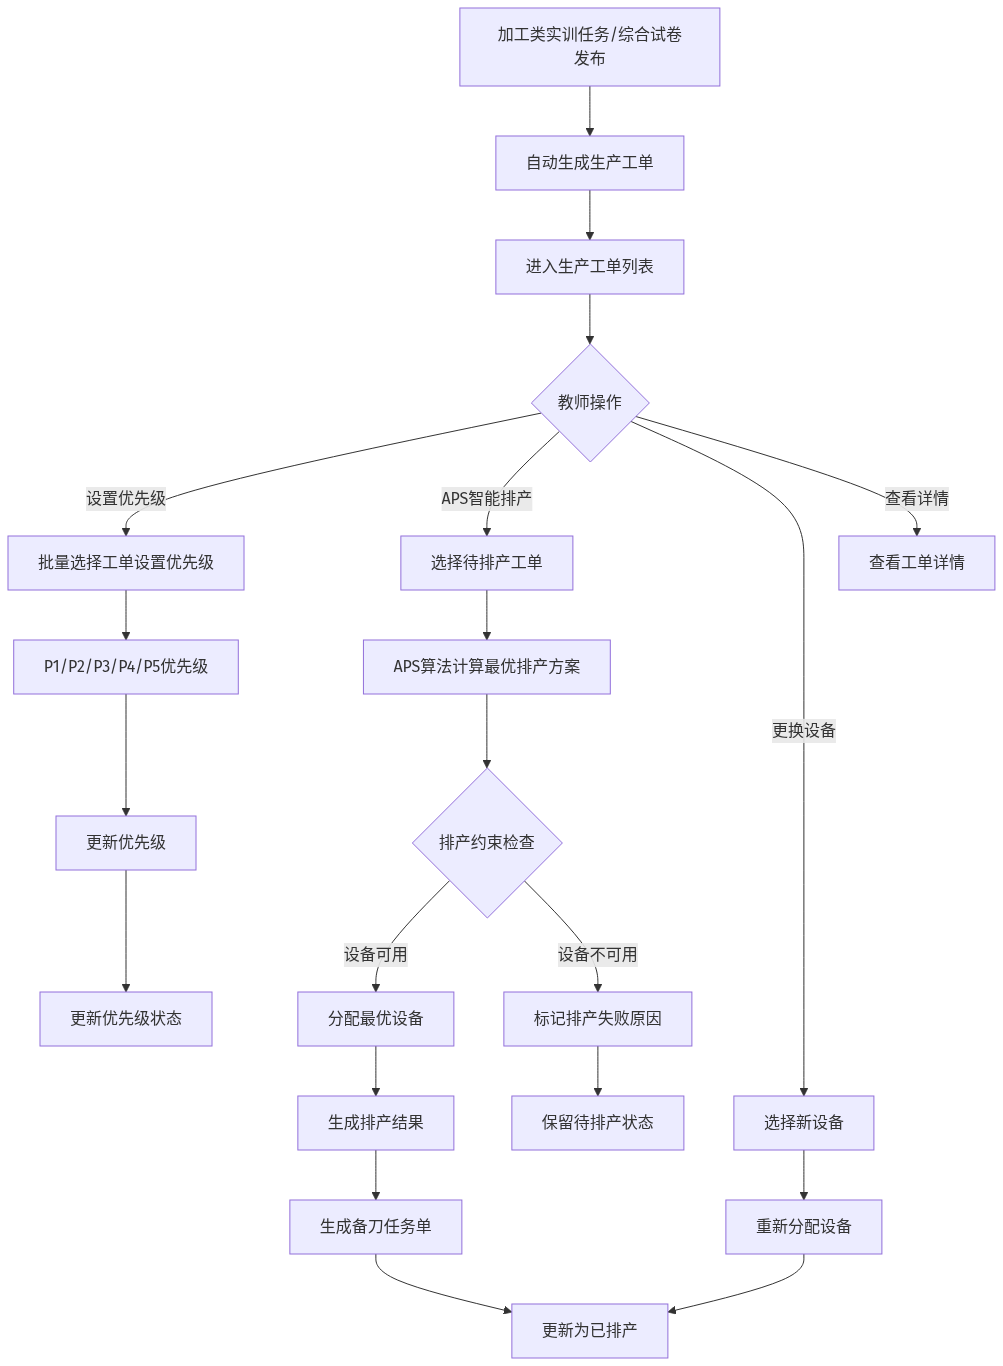 加工类实训任务/综合试卷
发布
自动生成生产工单
进入生产工单列表
教师操作
设置优先级
APS智能排产
查看详情
批量选择工单设置优先级
选择待排产工单
查看工单详情
P1/P2/P3/P4/P5优先级
APS算法计算最优排产方案
更换设备
更新优先级
排产约束检查
设备可用
设备不可用
更新优先级状态
分配最优设备
标记排产失败原因
生成排产结果
保留待排产状态
选择新设备
生成备刀任务单
重新分配设备
更新为已排产